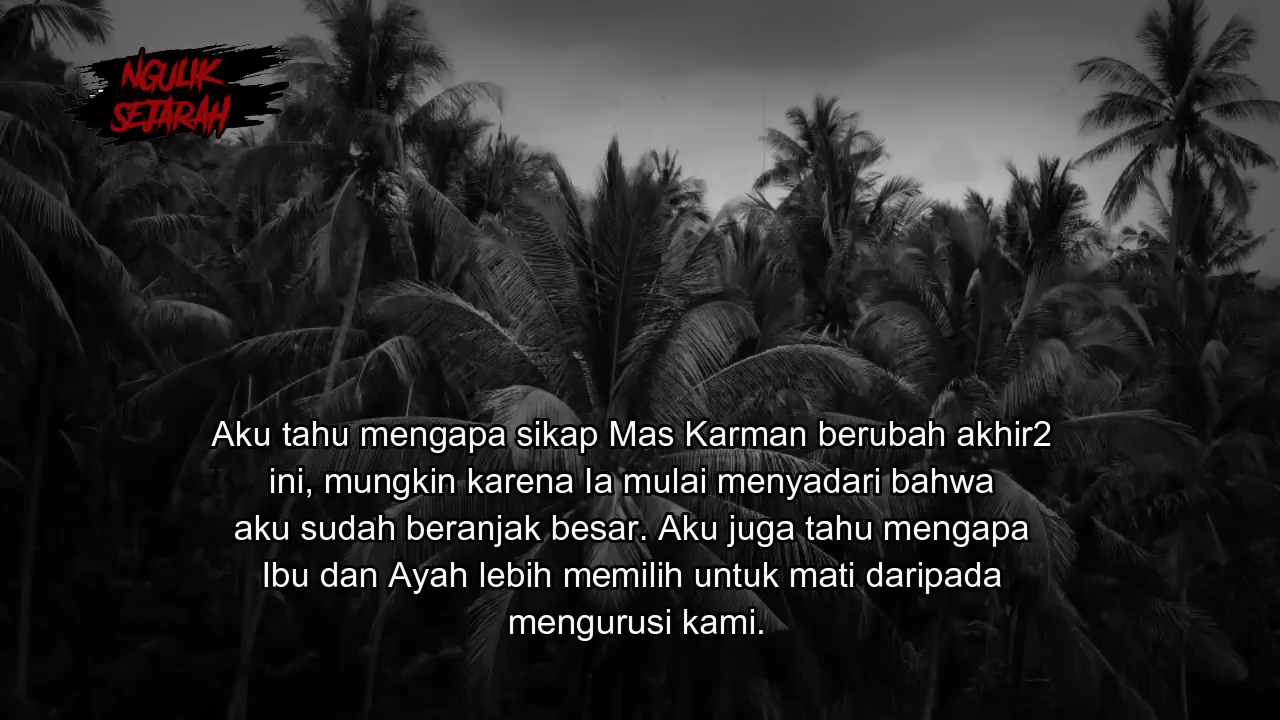 NGULIK
SEJARAH
Aku tahu mengapa sikap Mas Karman berubah akhir2
ini, mungkin karena Ia mulai menyadari bahwa
aku sudah beranjak besar. Aku juga tahu mengapa
Ibu dan Ayah lebih memilih untuk mati daripada
mengurusi kami.